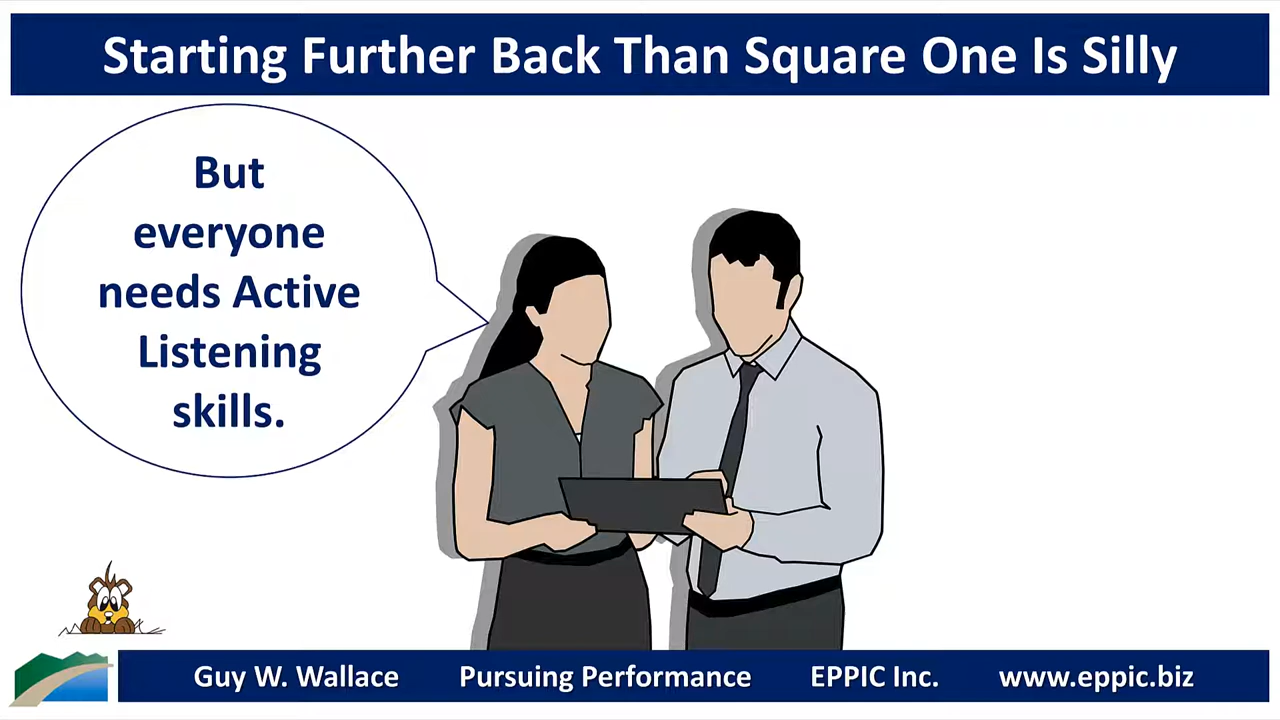 Starting Further Back Than Square One Is Silly
But
everyone
needs Active
Listening
skills.
Guy W. Wallace Pursuing Performance EPPIC Inc. www.eppic.biz